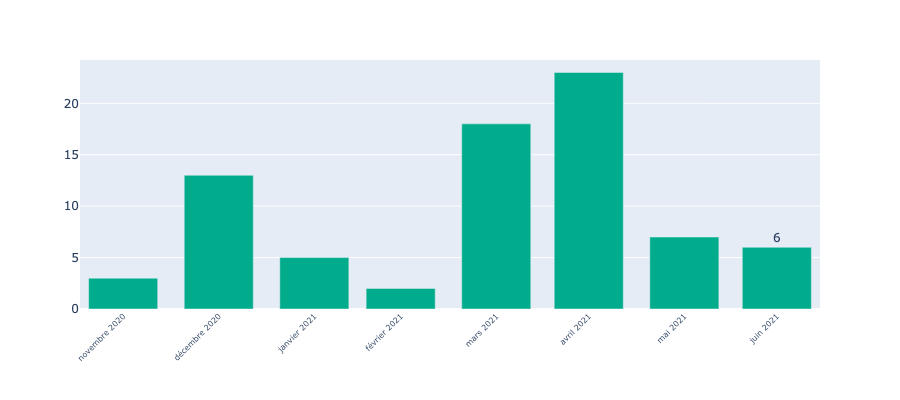 20
15
10
5
0
6
novembre 2020
décembre 2020
janvier 2021
février 2021
mars 2021
avril 2021
mai 2021
juin 2021